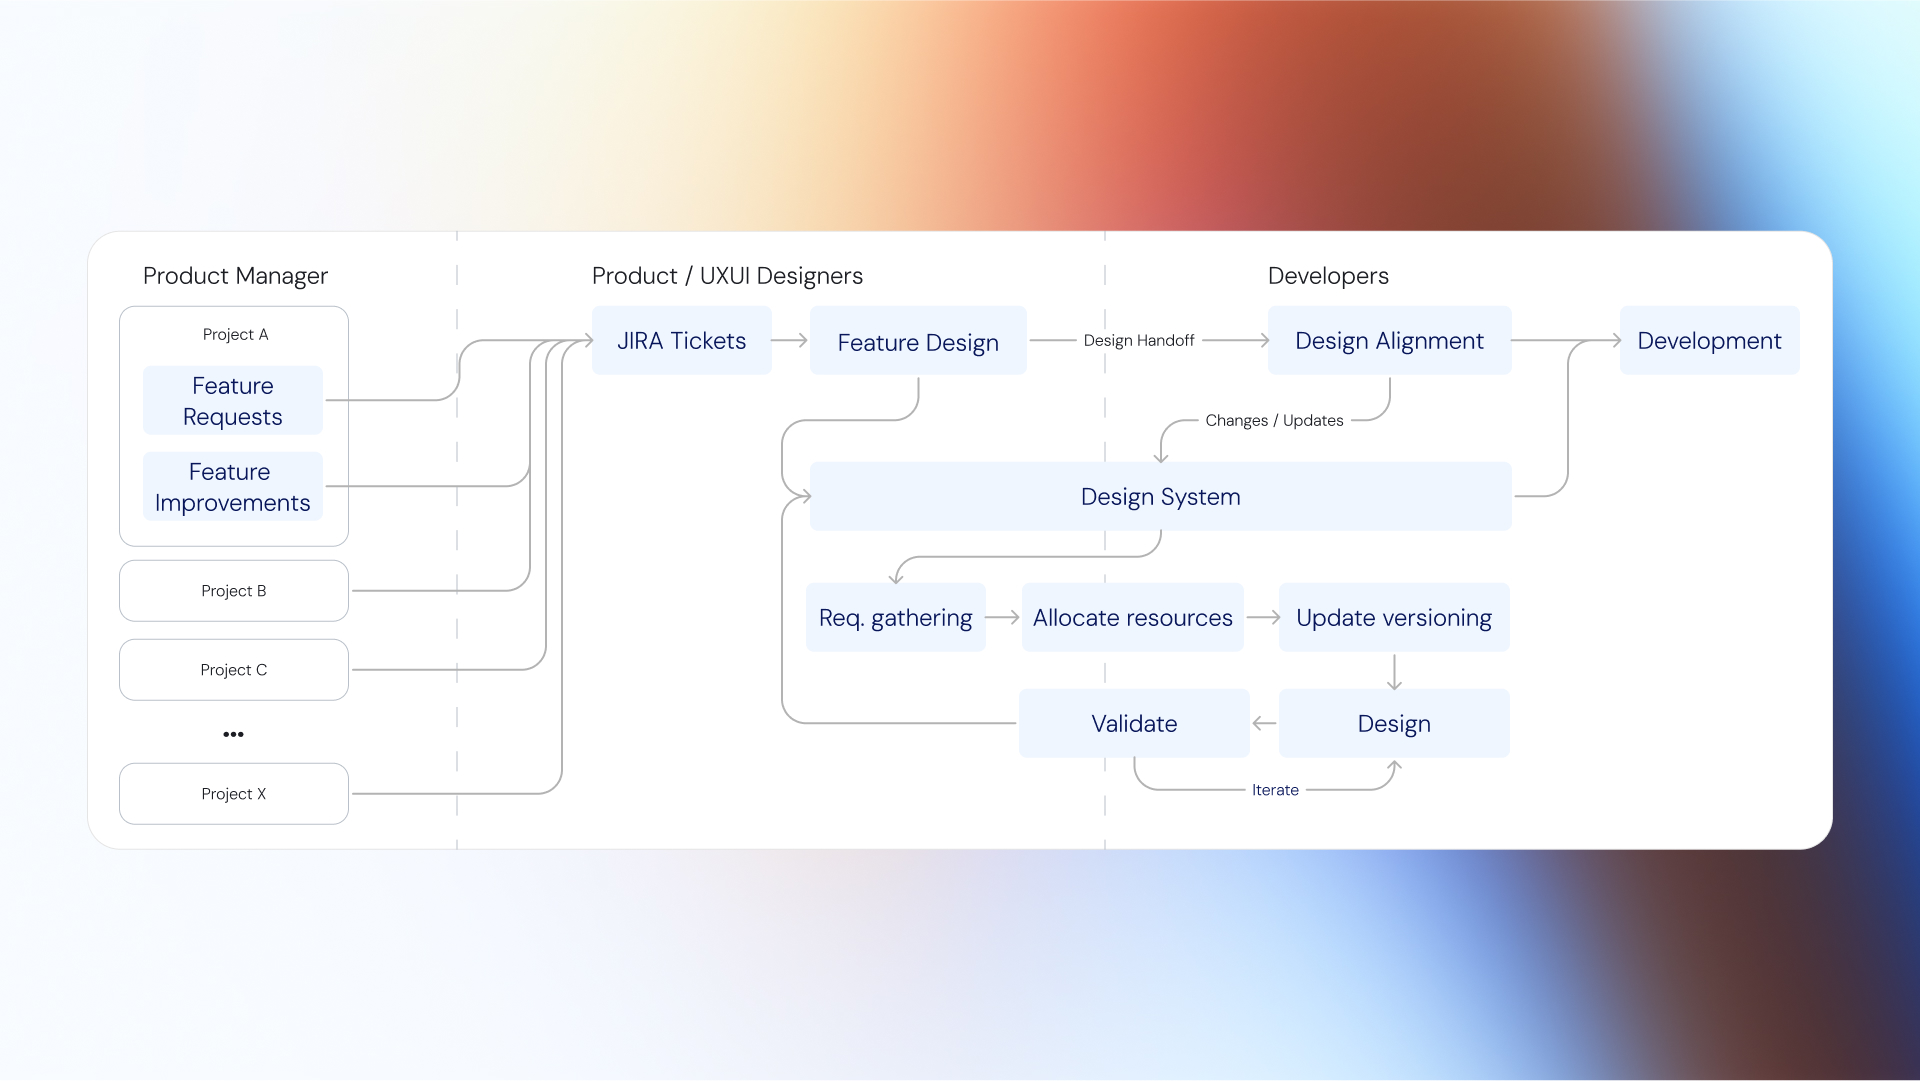 Product Manager
Product / UXUI Designers
Developers
Project A
Feature
Requests
Feature
Improvements
Project B
Project C
•••
Project X
JIRA Tickets
Feature Design
Design Handoff
Design Alignment
Development
Changes / Updates
Design System
Req. gathering
Allocate resources
Update versioning
Validate
Design
Iterate